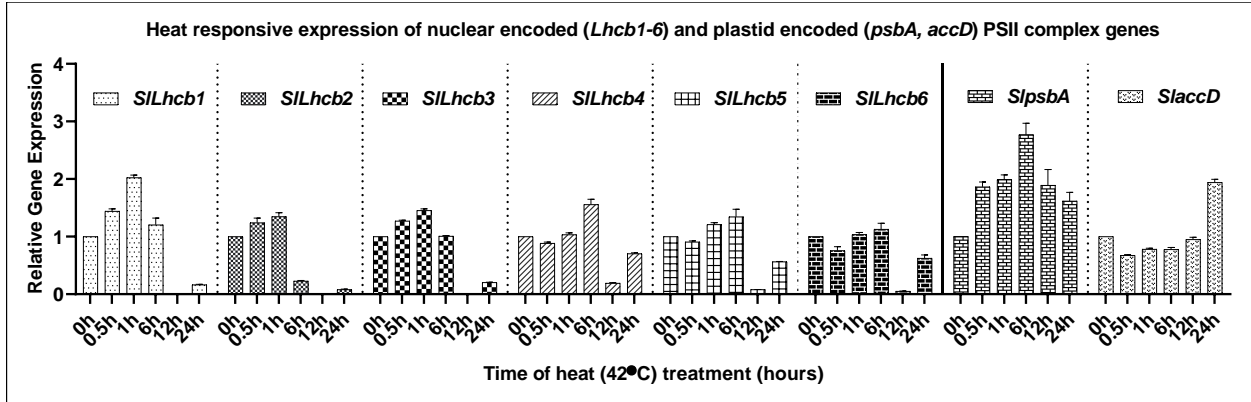 Heat responsive expression of nuclear encoded (Lhcb1-6) and plastid encoded (psbA, accD) PSII complex genes
Relative Gene Expression
4
3
2
1
0
SlLhcb1
SlLhcb2
SlLhcb3
SlLhcb4
SlLhcb5
SlLhcb6
SlpsbA
SlaccD
0h 0.5h 1h 6h 12h 24h
0h 0.5h 1h 6h 12h 24h
0h 0.5h 1h 6h 12h 24h
0h 0.5h 1h 6h 12h 24h
0h 0.5h 1h 6h 12h 24h
0h 0.5h 1h 6h 12h 24h
0h 0.5h 1h 6h 12h 24h
0h 0.5h 1h 6h 12h 24h
Time of heat (42●C) treatment (hours)